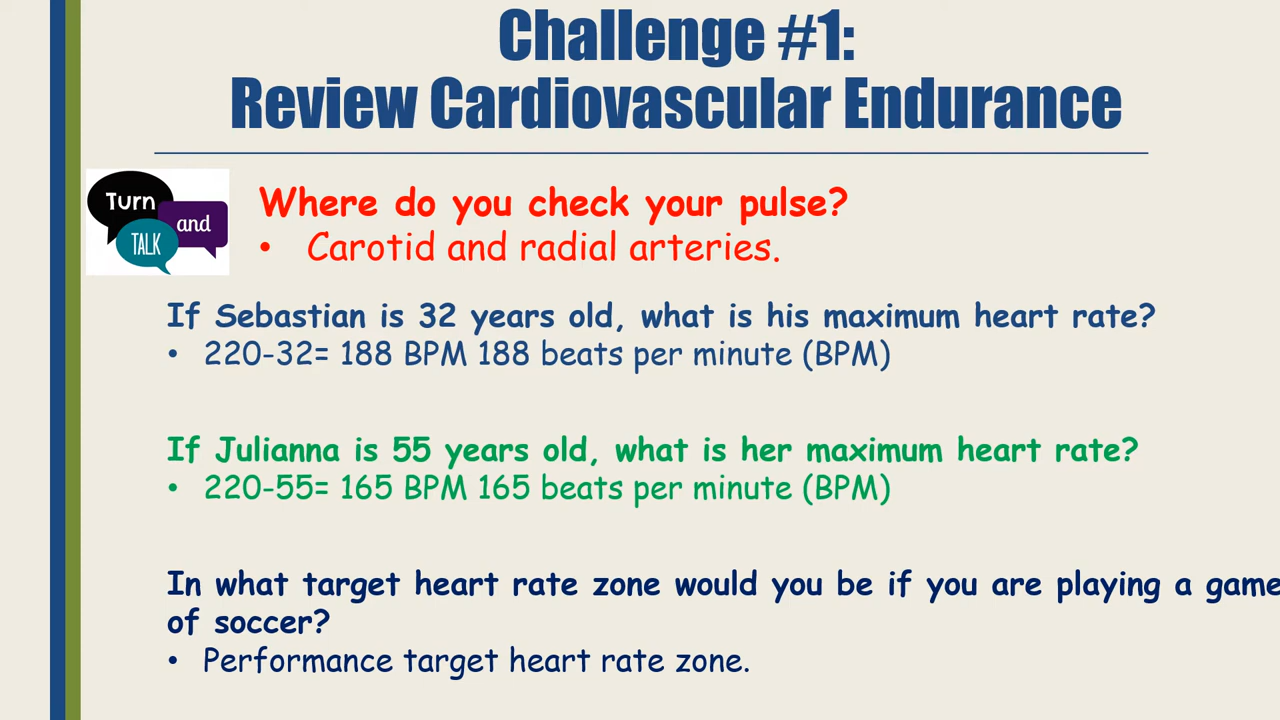 Challenge #1:
Review Cardiovascular Endurance
Turn
and
TALK
Where do you check your pulse?
• Carotid and radial arteries.
If Sebastian is 32 years old, what is his maximum heart rate?
• 220-32= 188 BPM 188 beats per minute (BPM)
If Julianna is 55 years old, what is her maximum heart rate?
• 220-55= 165 BPM 165 beats per minute (BPM)
In what target heart rate zone would you be if you are playing a game
of soccer?
• Performance target heart rate zone.